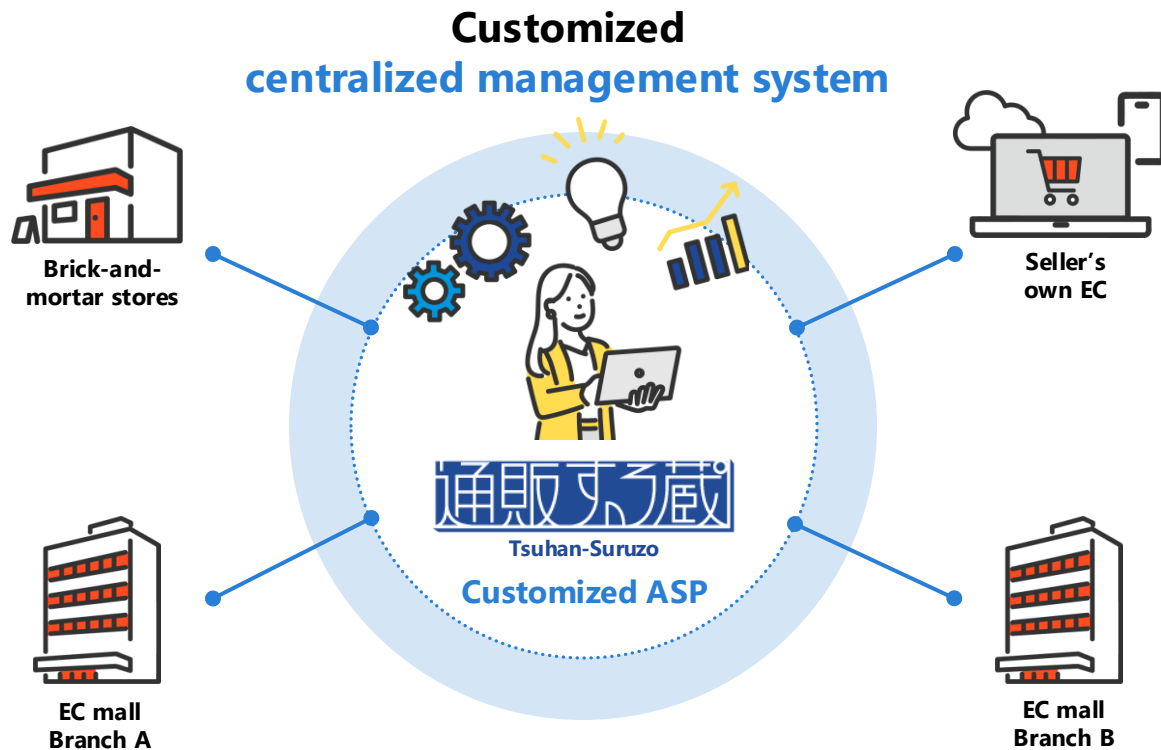 Customized
centralized management system
Brick-and-
mortar stores
Seller’s
own EC
通販する蔵
Tsuhan-Suruzo
Customized ASP
EC mall
Branch A
EC mall
Branch B